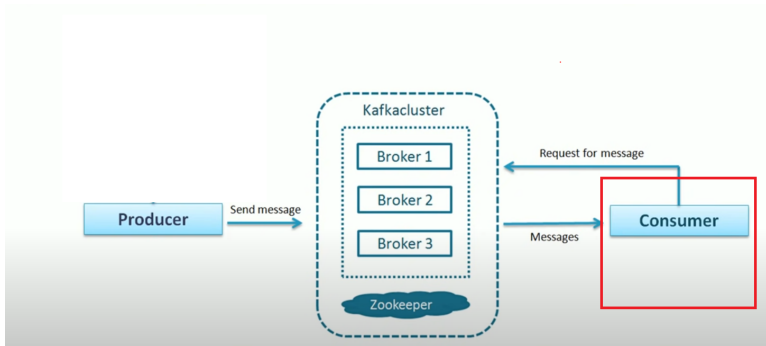 Kafkacluster
Broker 1
Request for message
Broker 2
Send message
Producer
Consumer
Broker 3
Messages
Zookeeper